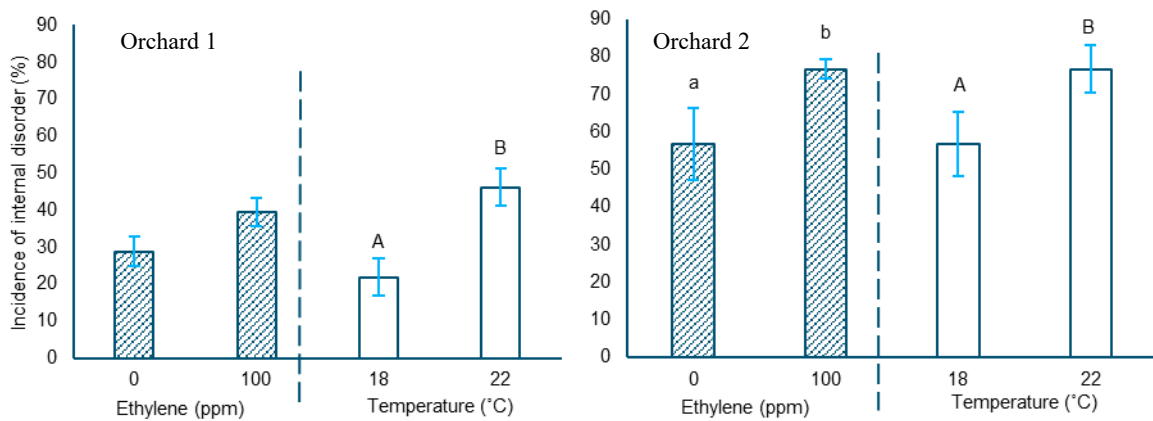 Incidence of internal disorder (%)
90
80
70
60
50
40
30
20
10
0
Orchard 1
A
B
0
100
18
22
Ethylene (ppm)
Temperature (˚C)
90
80
70
60
50
40
30
20
10
0
Orchard 2
a
b
A
B
0
100
18
22
Ethylene (ppm)
Temperature (˚C)